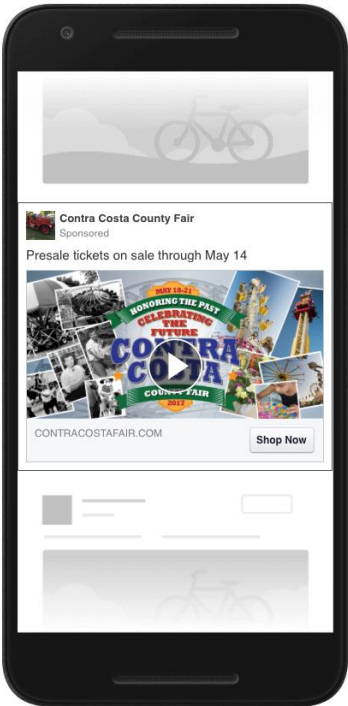 Contra Costa County Fair
Sponsored
Presale tickets on sale through May 14
MAY 18-21
HONORING THE PAST
CELEBRATING
THE
FUTURE
CONTRA
COSTA
COUNTY FAIR
2017
CONTRACOSTAFAIR.COM
Shop Now